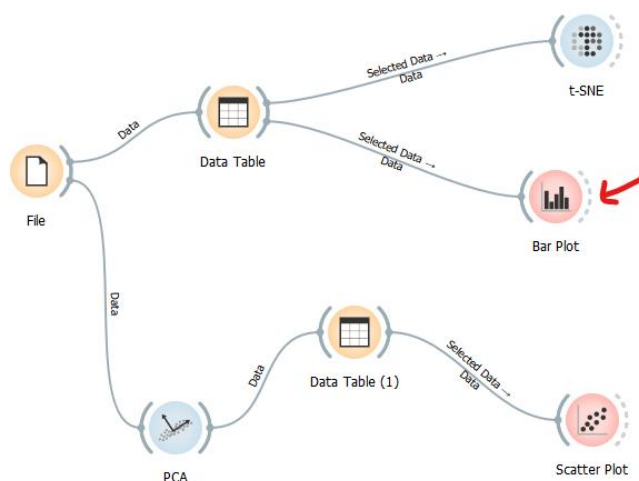 Selected Data →
Data
t-SNE
Data
Data Table
Selected Data →
Data
File
Bar Plot
Data
Data
Data Table (1)
Selected Data →
Data
PCA
Scatter Plot